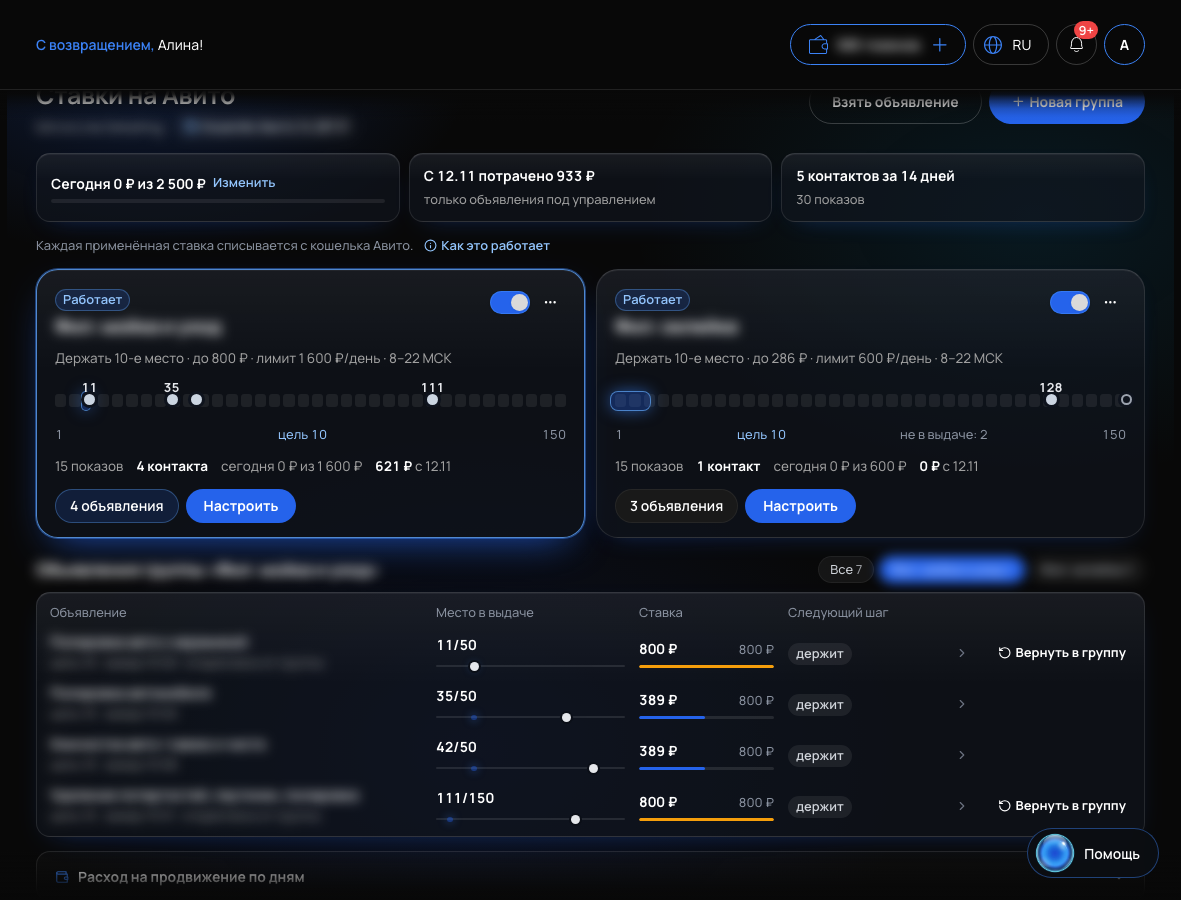 С возвращением, Алина!
RU
9+
A
Ставки на Авито
Взять объявление
+ Новая группа
Сегодня 0 ₽ из 2 500 ₽ Изменить
С 12.11 потрачено 933 ₽
только объявления под управлением
5 контактов за 14 дней
30 показов
Каждая применённая ставка списывается с кошелька Авито. Как это работает
Работает
Держать 10-е место · до 800 ₽ · лимит 1 600 ₽/день · 8–22 МСК
11 35 111
1 цель 10 150
15 показов 4 контакта сегодня 0 ₽ из 1 600 ₽ 621 ₽ с 12.11
4 объявления Настроить
Работает
Держать 10-е место · до 286 ₽ · лимит 600 ₽/день · 8–22 МСК
128
1 цель 10 не в выдаче: 2 150
15 показов 1 контакт сегодня 0 ₽ из 600 ₽ 0 ₽ с 12.11
3 объявления Настроить
Все 7
Объявление Место в выдаче Ставка Следующий шаг
11/50 800 ₽ 800 ₽ держит Вернуть в группу
35/50 389 ₽ 800 ₽ держит
42/50 389 ₽ 800 ₽ держит
111/150 800 ₽ 800 ₽ держит Вернуть в группу
Помощь
Расход на продвижение по дням